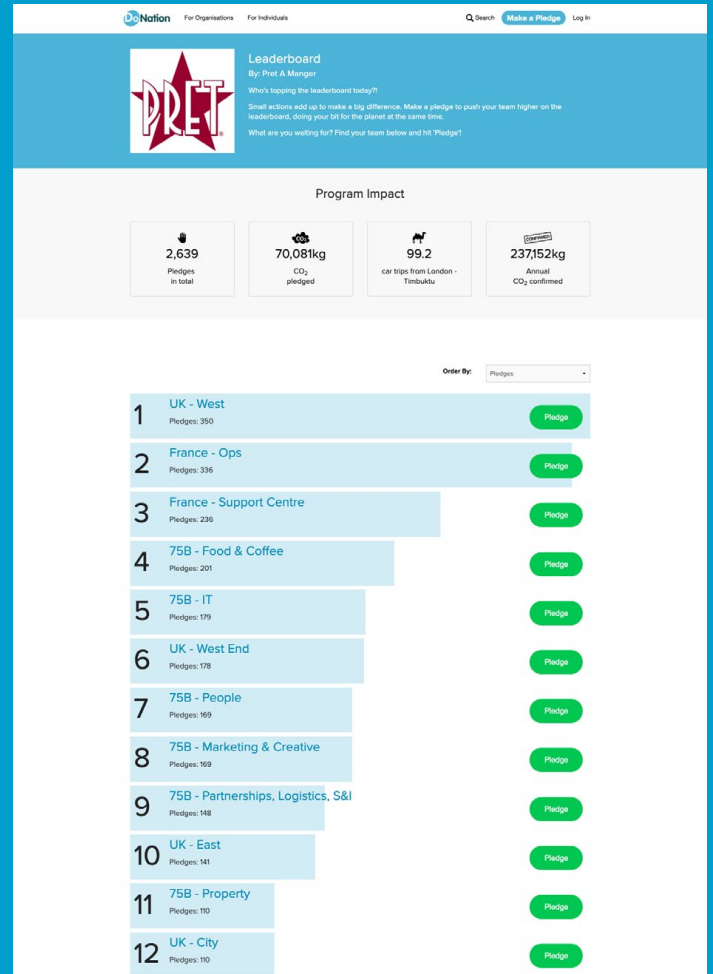 DoNation For Organisations For Individuals Search Make a Pledge Log In
PRET
Leaderboard
By: Pret A Manger
Who's topping the leaderboard today?!
Small actions add up to make a big difference. Make a pledge to push your team higher on the
leaderboard, doing your bit for the planet at the same time.
What are you waiting for? Find your team below and hit 'Pledge'!
Program Impact
2,639
Pledges
in total
CO2
70,081kg
CO₂
pledged
99.2
car trips from London -
Timbuktu
CONFIRMED!
237,152kg
Annual
CO₂ confirmed
Order By: Pledges
1 UK - West
Pledges: 350
Pledge
2 France - Ops
Pledges: 336
Pledge
3 France - Support Centre
Pledges: 236
Pledge
4 75B - Food & Coffee
Pledges: 201
Pledge
5 75B - IT
Pledges: 179
Pledge
6 UK - West End
Pledges: 178
Pledge
7 75B - People
Pledges: 169
Pledge
8 75B - Marketing & Creative
Pledges: 169
Pledge
9 75B - Partnerships, Logistics, S&I
Pledges: 148
Pledge
10 UK - East
Pledges: 141
Pledge
11 75B - Property
Pledges: 110
Pledge
12 UK - City
Pledges: 110
Pledge